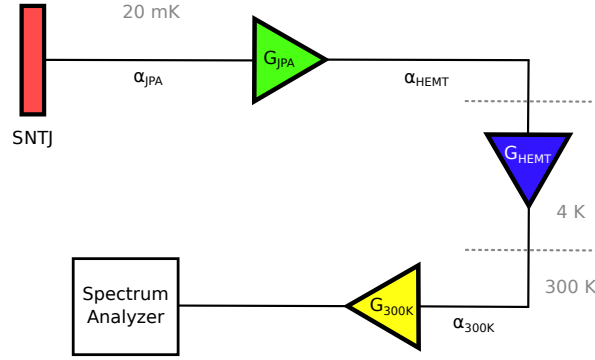 20 mK
G_JPA
α_JPA
α_HEMT
SNTJ
G_HEMT
4 K
300 K
Spectrum
Analyzer
G_300K
α_300K